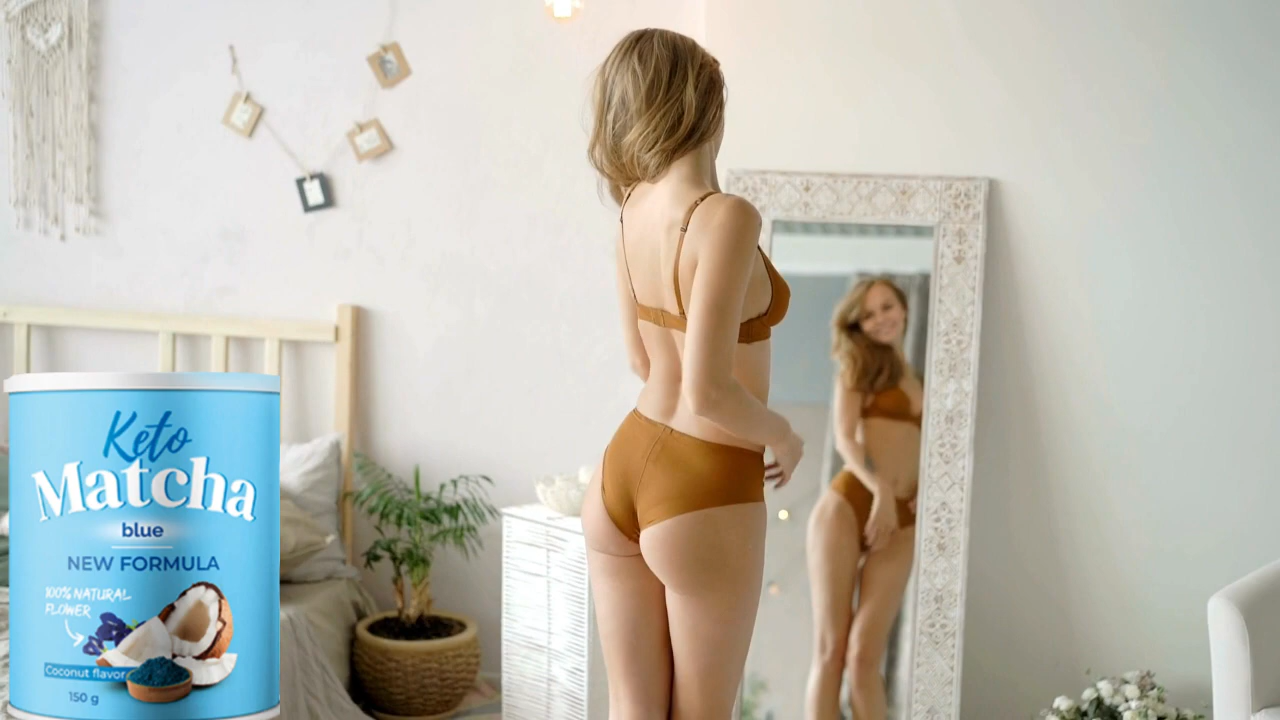 Keto
Matcha
blue
NEW FORMULA
100% NATURAL
FLOWER
Coconut flavor
150 g